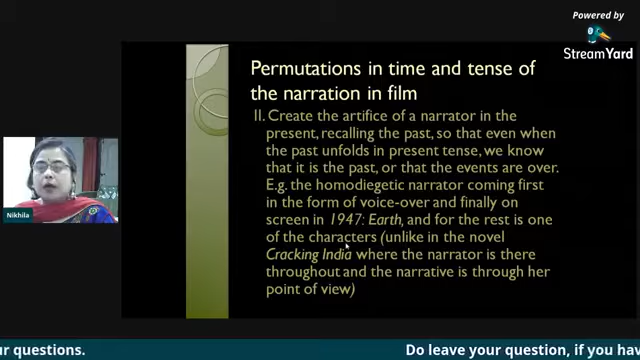 Powered by
StreamYard
Permutations in time and tense of
the narration in film
II. Create the artifice of a narrator in the
present, recalling the past, so that even when
the past unfolds in present tense, we know
that it is the past, or that the events are over.
E.g. the homodiegetic narrator coming first
in the form of voice-over and finally on
screen in 1947: Earth, and for the rest is one
of the characters (unlike in the novel
Cracking India where the narrator is there
throughout and the narrative is through her
point of view)
Nikhila
ur questions.
Do leave your question, if you hav